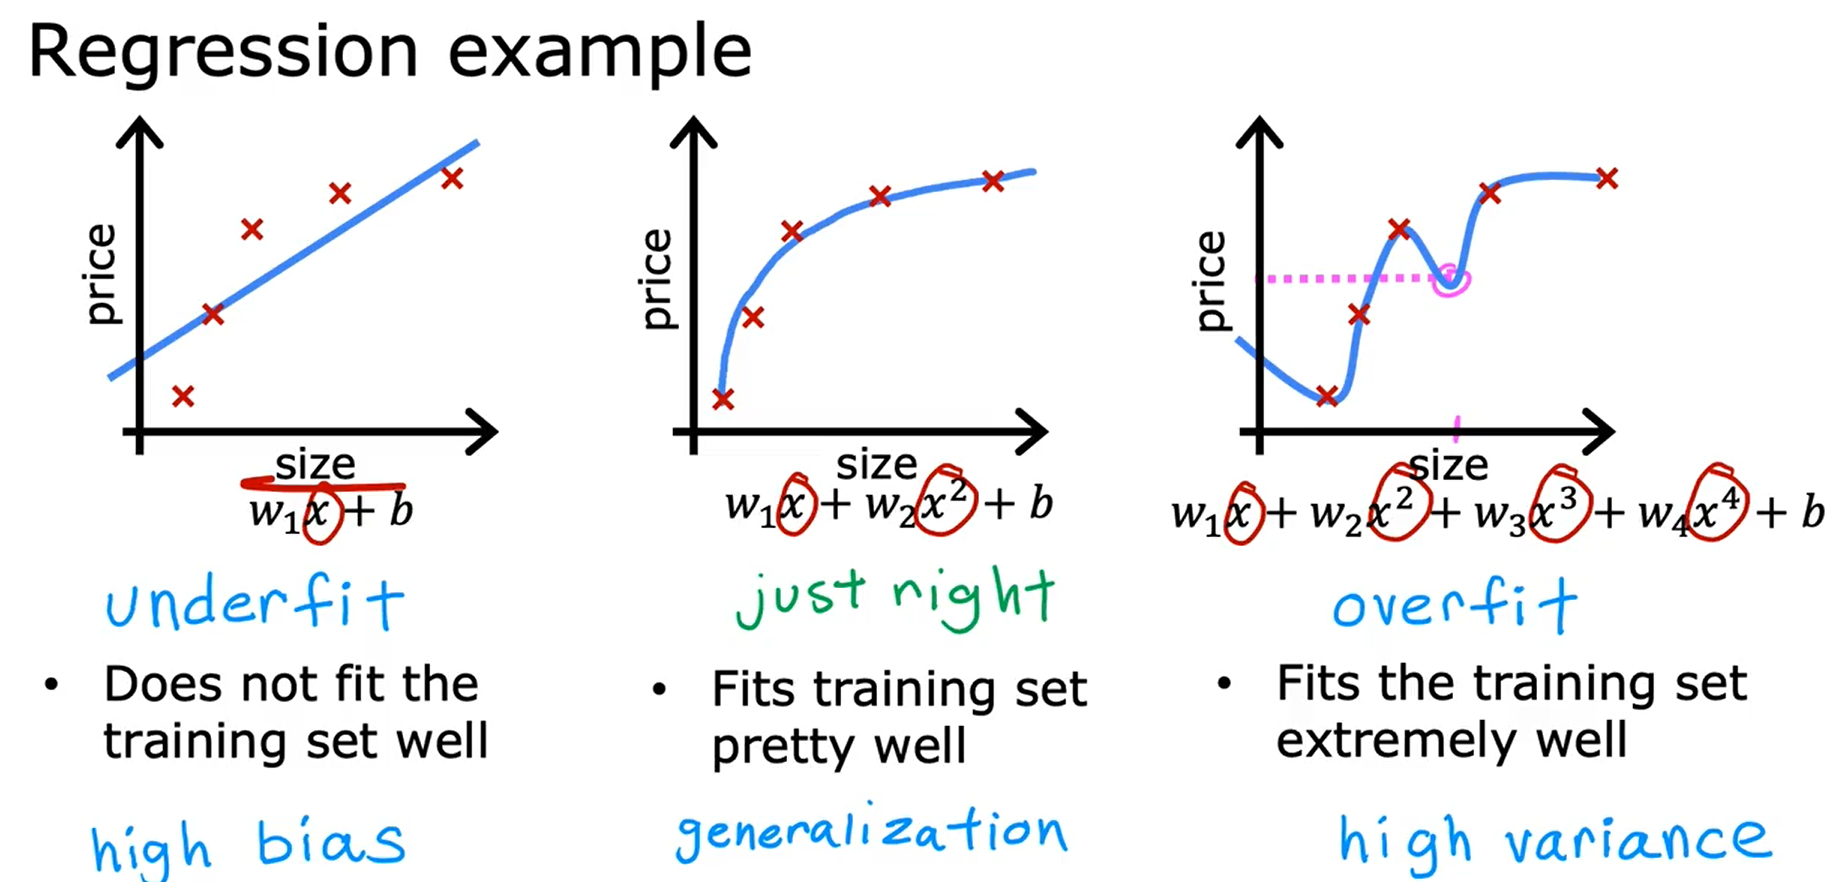 Regression example
price
size
w₁x + b
underfit
• Does not fit the
training set well
high bias
price
size
w₁x + w₂x² + b
just right
• Fits training set
pretty well
generalization
price
size
w₁x + w₂x² + w₃x³ + w₄x⁴ + b
overfit
• Fits the training set
extremely well
high variance